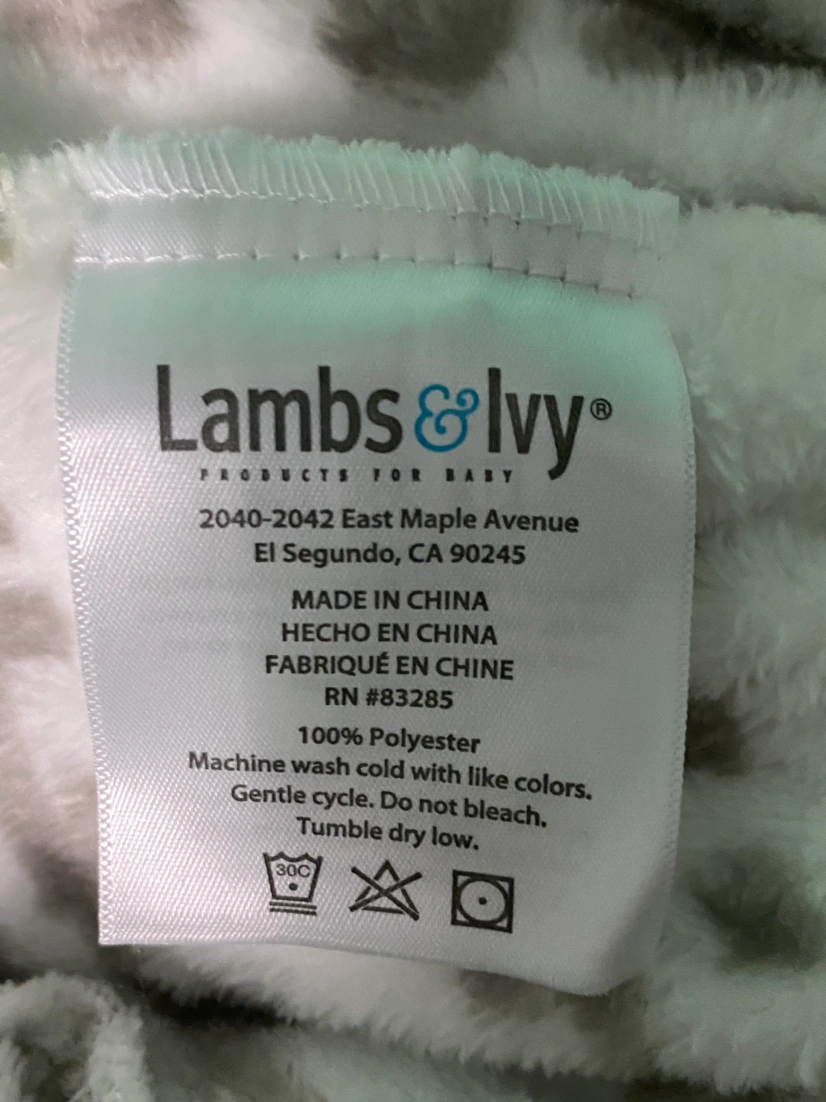 Lambs & Ivy®
PRODUCTS FOR BABY
2040-2042 East Maple Avenue
El Segundo, CA 90245
MADE IN CHINA
HECHO EN CHINA
FABRIQUÉ EN CHINE
RN #83285
100% Polyester
Machine wash cold with like colors.
Gentle cycle. Do not bleach.
Tumble dry low.
30C